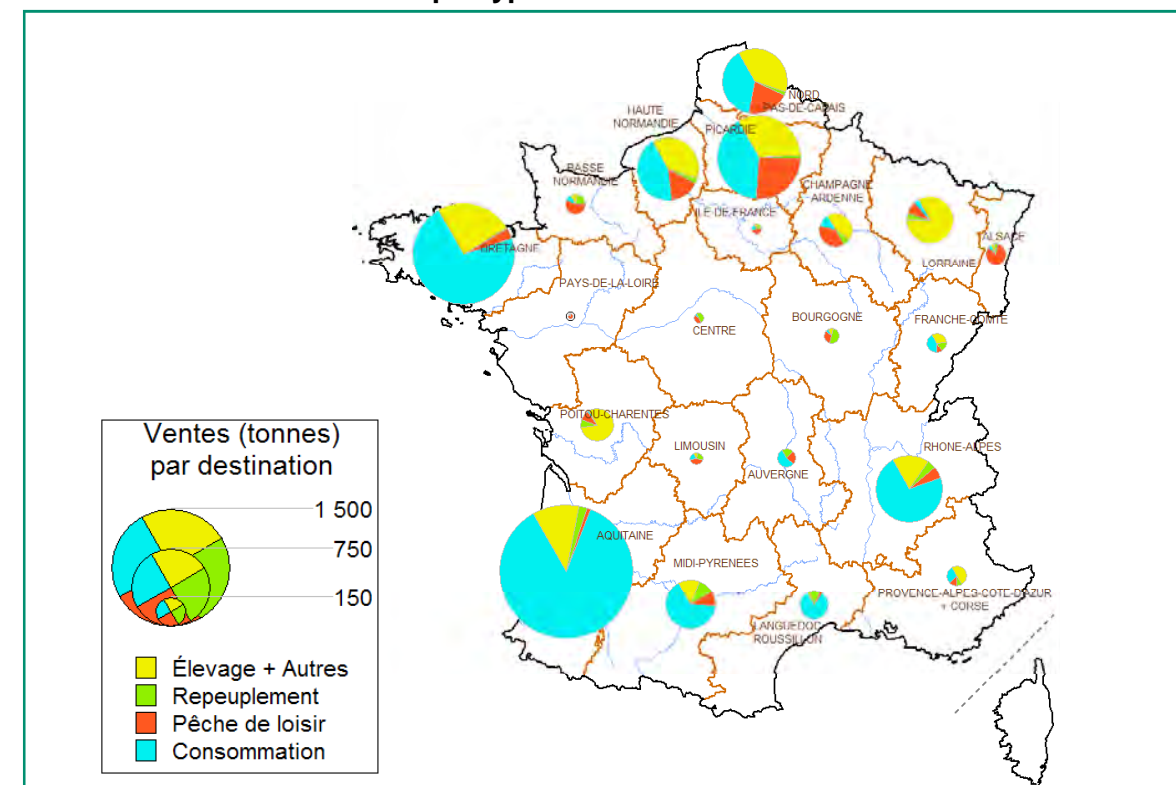 NORD
PAS-DE-CALAIS
HAUTE
NORMANDIE
PICARDIE
BASSE
NORMANDIE
CHAMPAGNE
ARDENNE
ILE-DE-FRANCE
ALSACE
BRETAGNE
LORRAINE
PAYS-DE-LA-LOIRE
BOURGOGNE
FRANCHE-COMTE
CENTRE
POITOU-CHARENTES
LIMOUSIN
RHONE-ALPES
AUVERGNE
AQUITAINE
MIDI-PYRENEES
PROVENCE-ALPES-COTE-D'AZUR
+ CORSE
LANGUEDOC
ROUSSILLON
Ventes (tonnes)
par destination
1 500
750
150
Élevage + Autres
Repeuplement
Pêche de loisir
Consommation